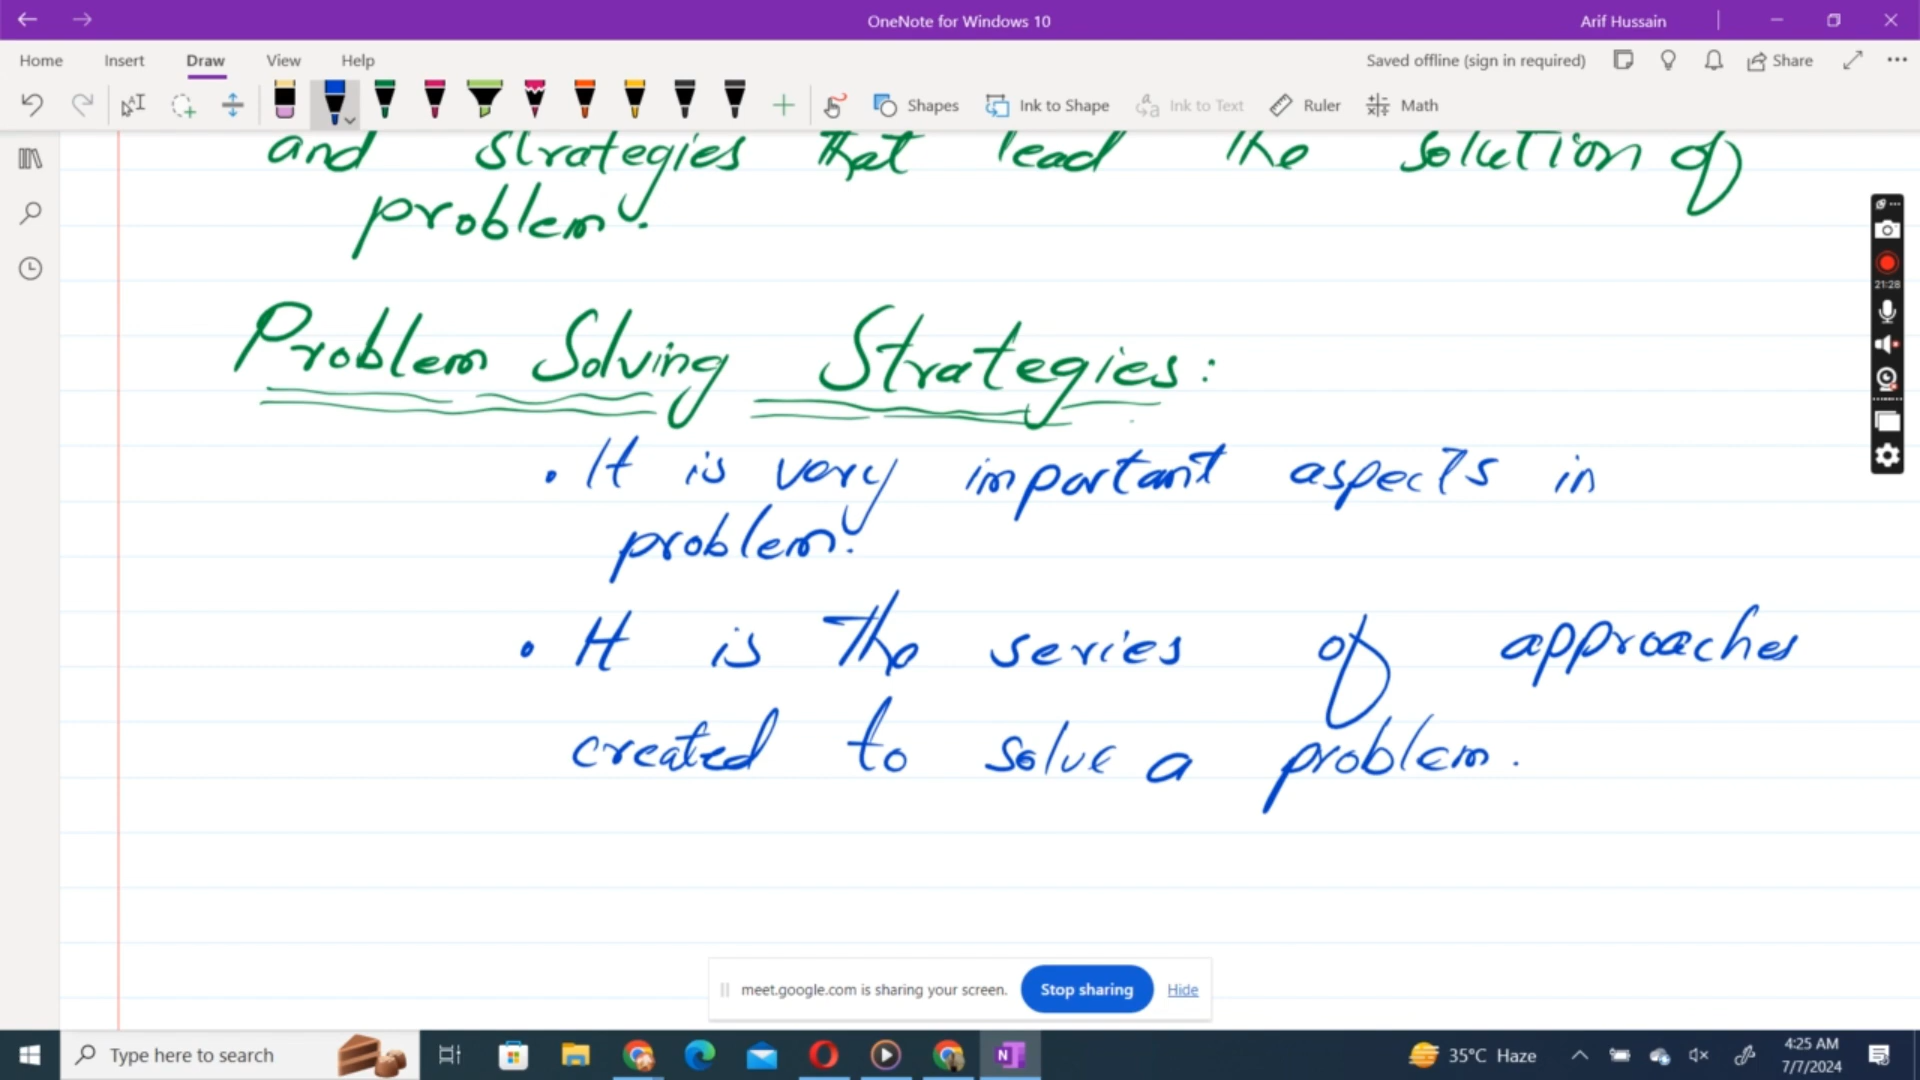 OneNote for Windows 10
Arif Hussain
Home Insert Draw View Help
Saved offline (sign in required) Share
Shapes Ink to Shape Ink to Text Ruler Math
and strategies that lead the solution of
problem.
21:28
Problem Solving Strategies:
• It is very important aspects in
problem.
• It is the series of approaches
created to solve a problem.
meet.google.com is sharing your screen. Stop sharing Hide
Type here to search
35°C Haze
4:25 AM
7/7/2024